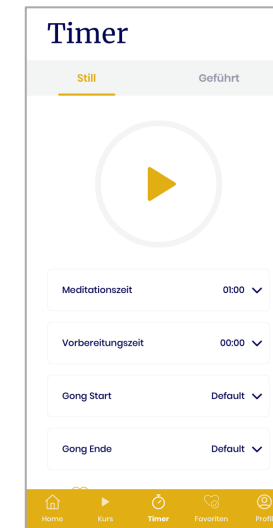 Timer
Still Geführt
Meditationszeit 01:00
Vorbereitungszeit 00:00
Gong Start Default
Gong Ende Default
Home Kurs Timer Favoriten Profil